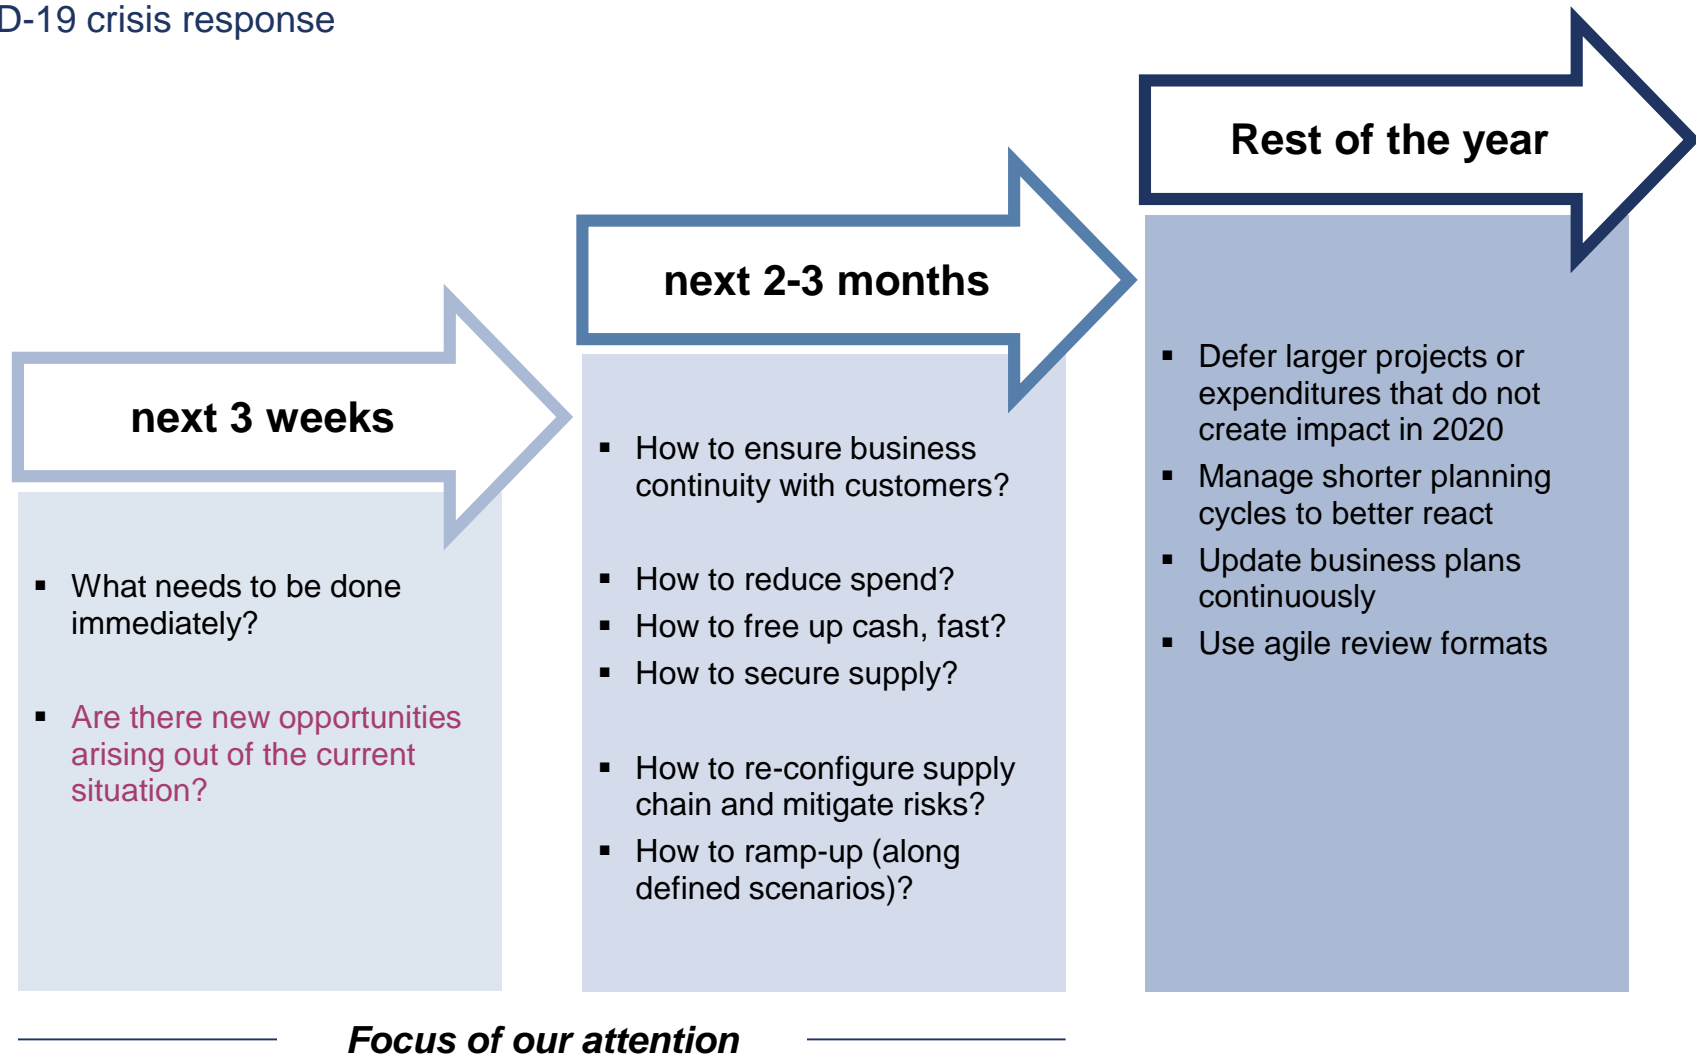 D-19 crisis response
next 3 weeks
▪ What needs to be done
immediately?
▪ Are there new opportunities
arising out of the current
situation?
next 2-3 months
▪ How to ensure business
continuity with customers?
▪ How to reduce spend?
▪ How to free up cash, fast?
▪ How to secure supply?
▪ How to re-configure supply
chain and mitigate risks?
▪ How to ramp-up (along
defined scenarios)?
Rest of the year
▪ Defer larger projects or
expenditures that do not
create impact in 2020
▪ Manage shorter planning
cycles to better react
▪ Update business plans
continuously
▪ Use agile review formats
Focus of our attention